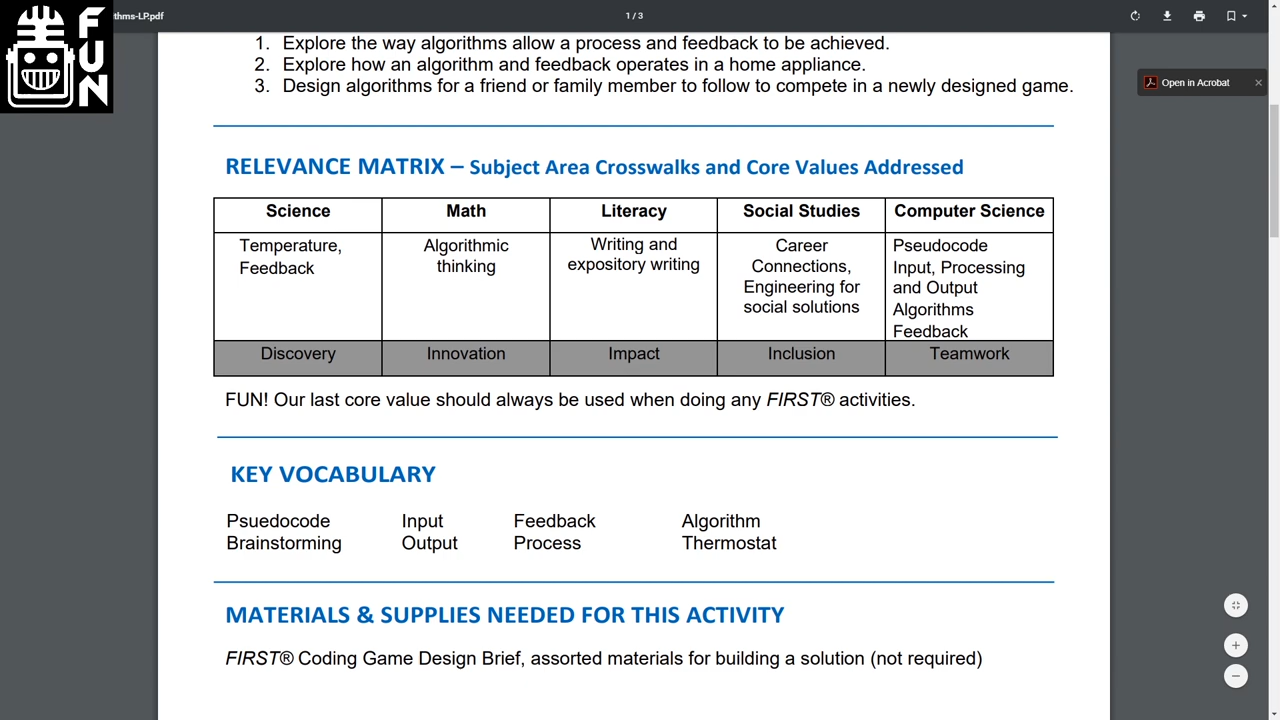 FUN
thms-LP.pdf
1 / 3
Open in Acrobat
1. Explore the way algorithms allow a process and feedback to be achieved.
2. Explore how an algorithm and feedback operates in a home appliance.
3. Design algorithms for a friend or family member to follow to compete in a newly designed game.
RELEVANCE MATRIX – Subject Area Crosswalks and Core Values Addressed
Science Math Literacy Social Studies Computer Science
Temperature,
Feedback
Algorithmic
thinking
Writing and
expository writing
Career
Connections,
Engineering for
social solutions
Pseudocode
Input, Processing
and Output
Algorithms
Feedback
Discovery Innovation Impact Inclusion Teamwork
FUN! Our last core value should always be used when doing any FIRST® activities.
KEY VOCABULARY
Psuedocode Input Feedback Algorithm
Brainstorming Output Process Thermostat
MATERIALS & SUPPLIES NEEDED FOR THIS ACTIVITY
FIRST® Coding Game Design Brief, assorted materials for building a solution (not required)